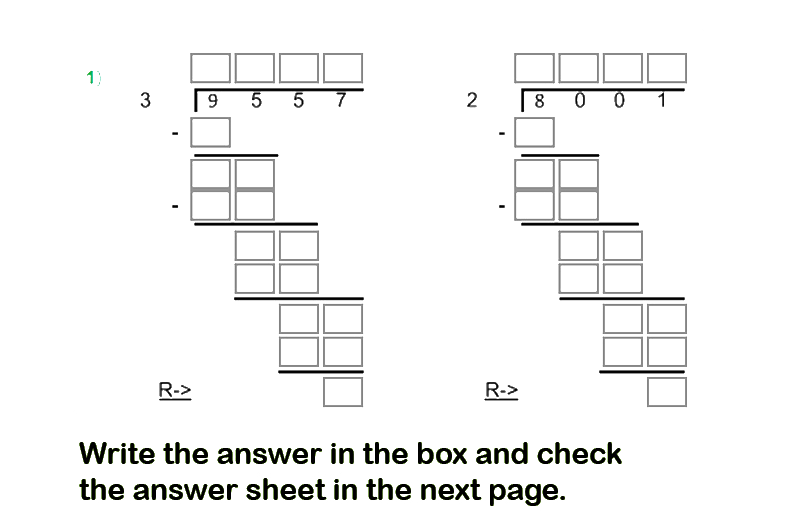 1)
3 9 5 5 7
2 8 0 0 1
-
-
-
-
R->
R->
Write the answer in the box and check
the answer sheet in the next page.